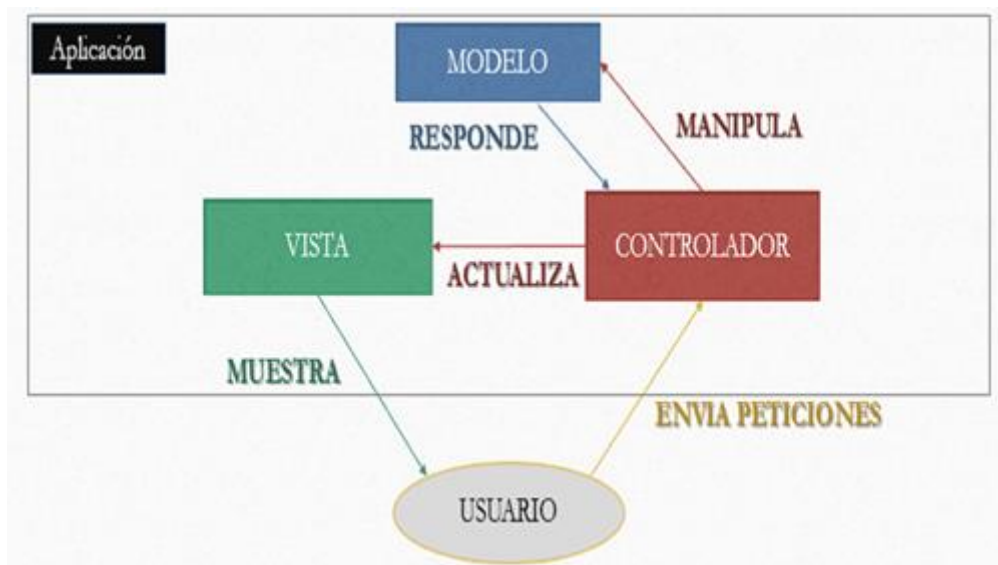 Aplicación
MODELO
RESPONDE
MANIPULA
VISTA
CONTROLADOR
ACTUALIZA
MUESTRA
ENVIA PETICIONES
USUARIO